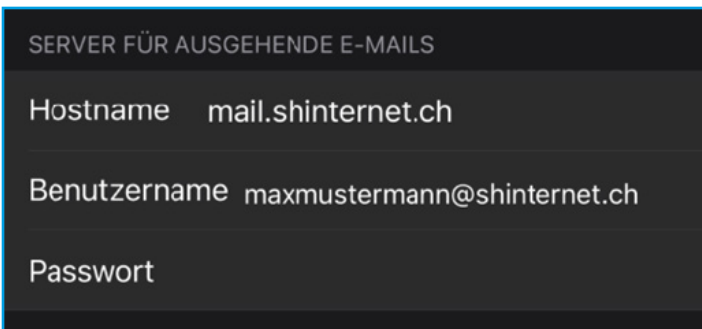 SERVER FÜR AUSGEHENDE E-MAILS
Hostname mail.shinternet.ch
Benutzername maxmustermann@shinternet.ch
Passwort